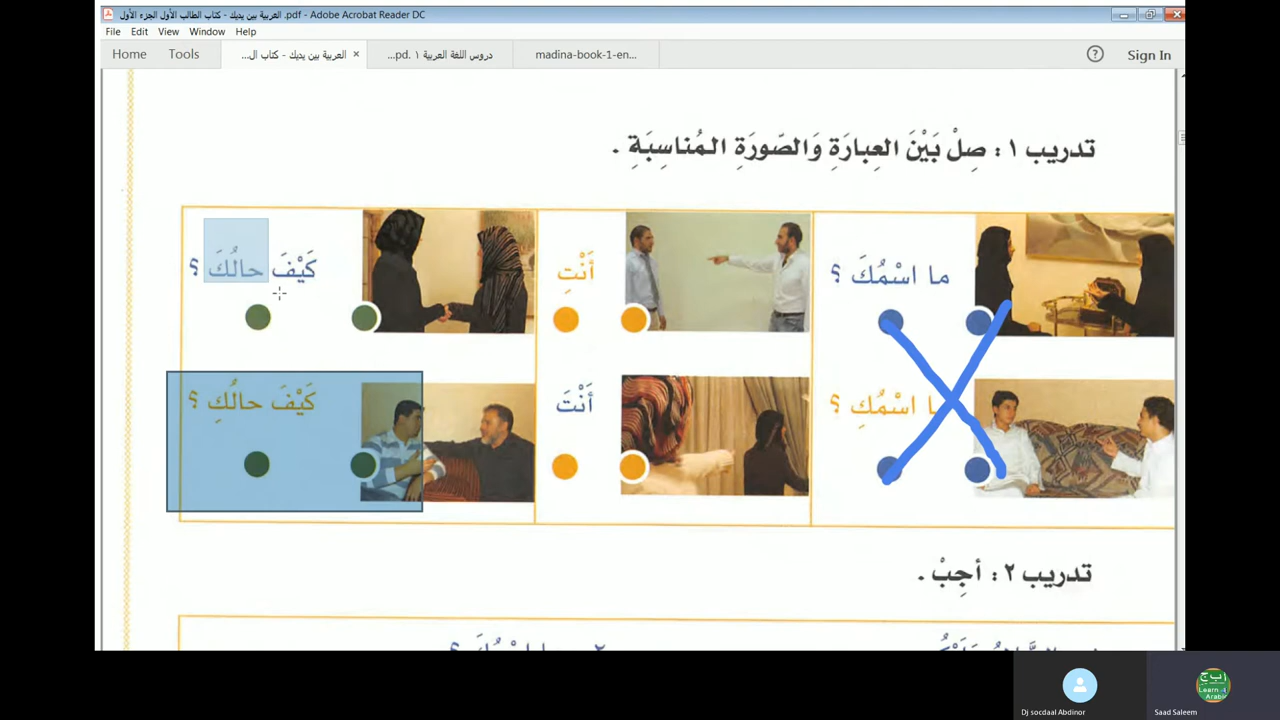 العربية بين يديك - كتاب الطالب الأول الجزء الأول.pdf - Adobe Acrobat Reader DC
File Edit View Window Help
Home Tools العربية بين يديك - كتاب ال... × دروس اللغة العربية ١ .pd... madina-book-1-en... ? Sign In
تدريب ١ : صِلْ بَيْنَ العِبارَةِ وَالصّورَةِ المُناسِبَةِ .
ما اسْمُكَ ؟
أَنْتِ
كَيْفَ حالُكَ ؟
ما اسْمُكِ ؟
أَنْتَ
كَيْفَ حالُكِ ؟
تدريب ٢ : أجِبْ .
Dj socdaal Abdinor
ا ب ج
Learn
Arabic
Saad Saleem